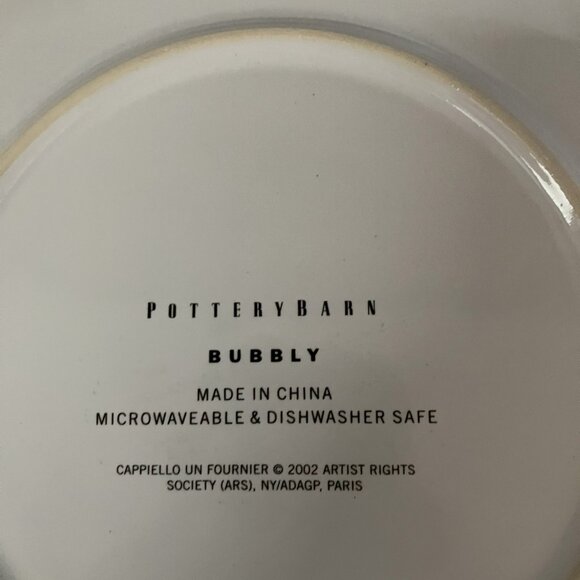 POTTERYBARN
BUBBLY
MADE IN CHINA
MICROWAVEABLE & DISHWASHER SAFE
CAPPIELLO UN FOURNIER © 2002 ARTIST RIGHTS
SOCIETY (ARS), NY/ADAGP, PARIS